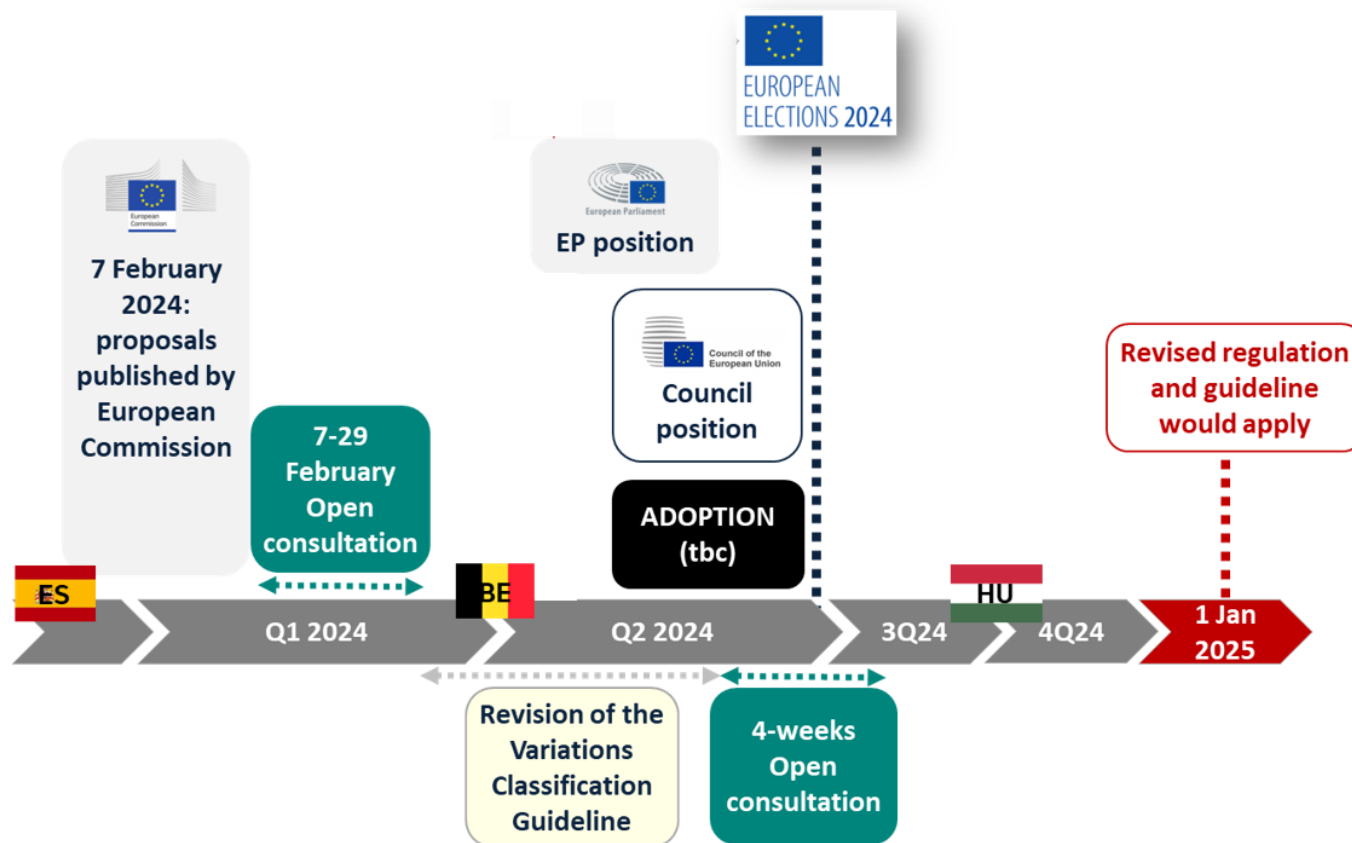 EUROPEAN
ELECTIONS 2024
European
Commission
7 February
2024:
proposals
published by
European
Commission
European Parliament
EP position
Council of the
European Union
Council
position
Revised regulation
and guideline
would apply
7-29
February
Open
consultation
ADOPTION
(tbc)
ES
BE
HU
Q1 2024
Q2 2024
3Q24
4Q24
1 Jan
2025
Revision of the
Variations
Classification
Guideline
4-weeks
Open
consultation